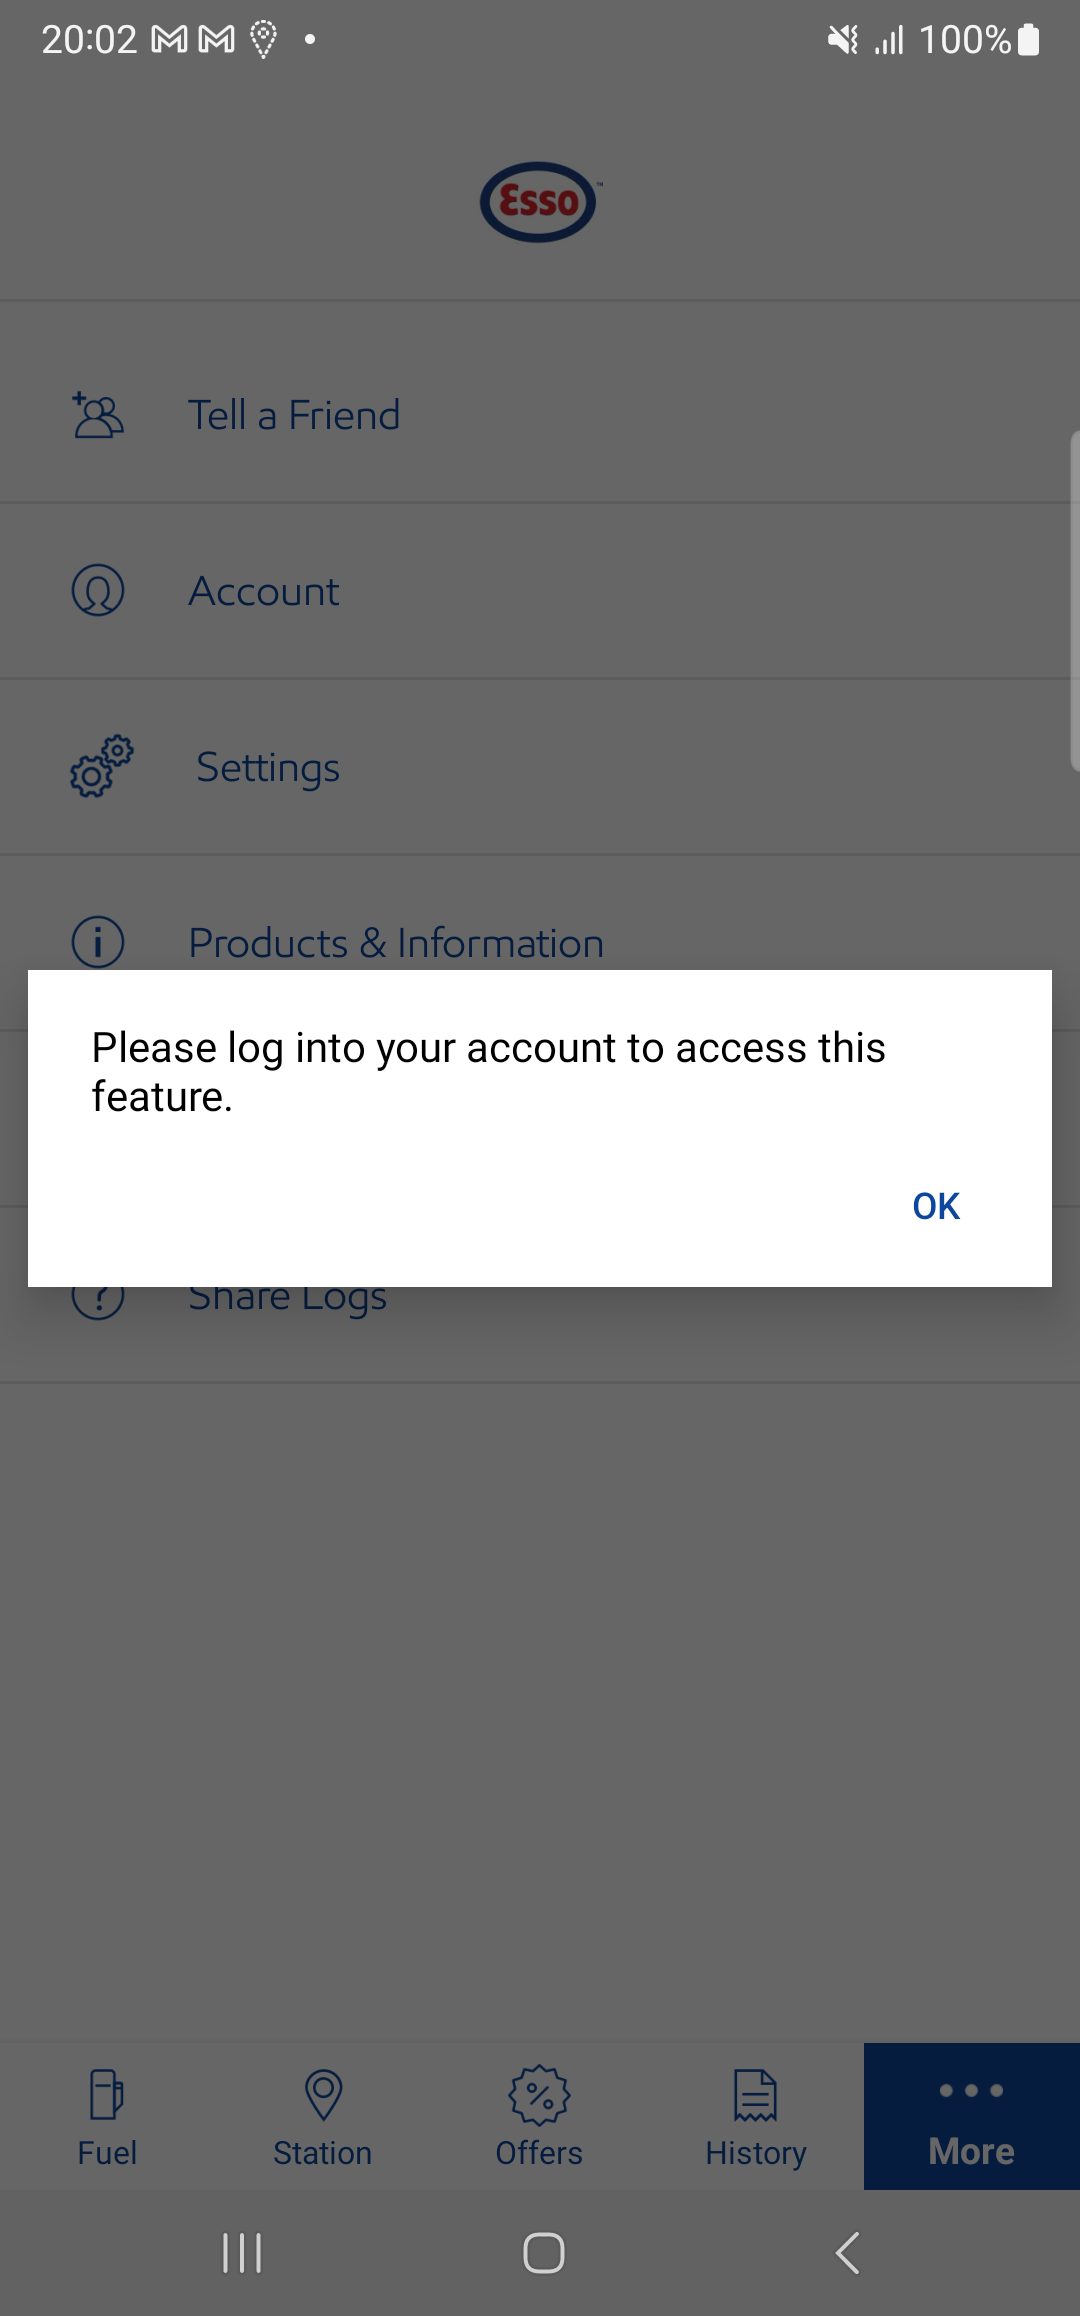 20:02
100%
Esso
Tell a Friend
Account
Settings
Products & Information
Please log into your account to access this
feature.
OK
Share Logs
Fuel
Station
Offers
History
More